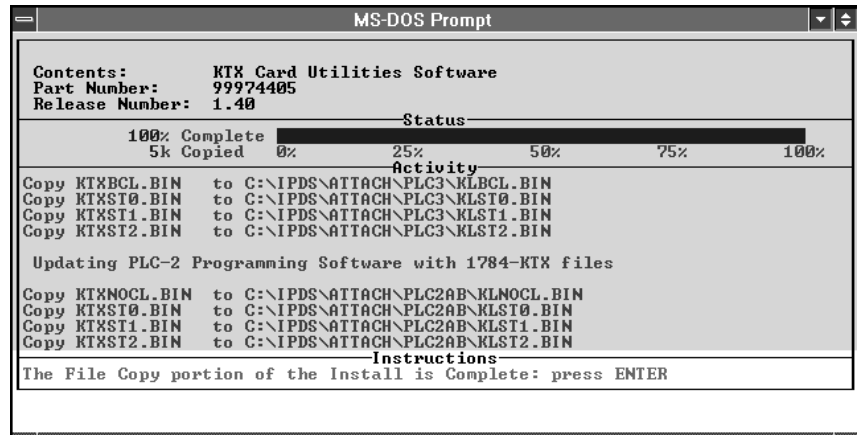 MS-DOS Prompt
Contents: KTX Card Utilities Software
Part Number: 99974405
Release Number: 1.40
Status
100% Complete
5k Copied 0% 25% 50% 75% 100%
Activity
Copy KTXBCL.BIN to C:\IPDS\ATTACH\PLC3\KLBCL.BIN
Copy KTXST0.BIN to C:\IPDS\ATTACH\PLC3\KLST0.BIN
Copy KTXST1.BIN to C:\IPDS\ATTACH\PLC3\KLST1.BIN
Copy KTXST2.BIN to C:\IPDS\ATTACH\PLC3\KLST2.BIN
Updating PLC-2 Programming Software with 1784-KTX files
Copy KTXNOCL.BIN to C:\IPDS\ATTACH\PLC2AB\KLNOCL.BIN
Copy KTXST0.BIN to C:\IPDS\ATTACH\PLC2AB\KLST0.BIN
Copy KTXST1.BIN to C:\IPDS\ATTACH\PLC2AB\KLST1.BIN
Copy KTXST2.BIN to C:\IPDS\ATTACH\PLC2AB\KLST2.BIN
Instructions
The File Copy portion of the Install is Complete: press ENTER